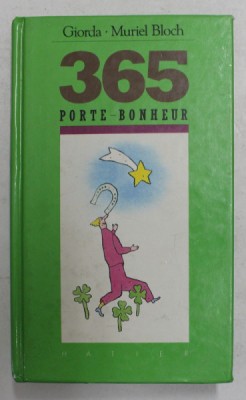 Giorda · Muriel Bloch
365
PORTE-BONHEUR
HATIER